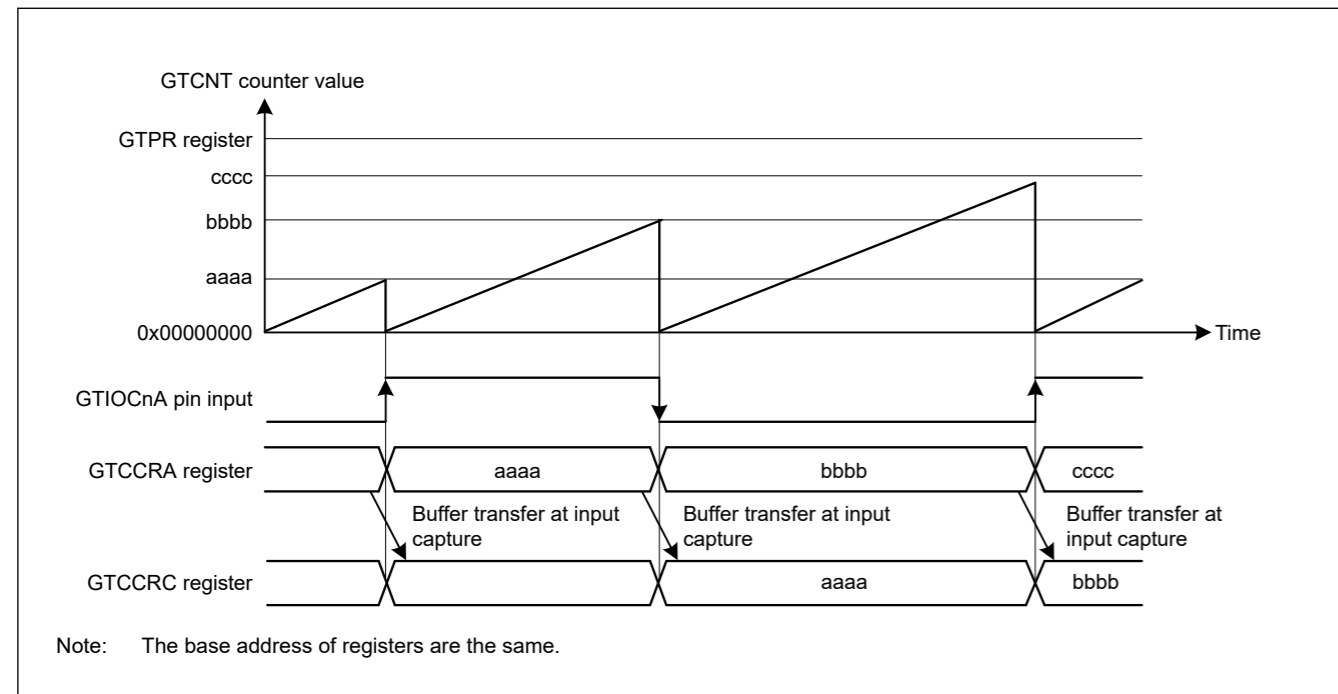 GTCNT counter value
GTPR register
cccc
bbbb
aaaa
0x00000000
Time
GTIOCnA pin input
GTCCRA register
aaaa
bbbb
cccc
Buffer transfer at input
capture
Buffer transfer at input
capture
Buffer transfer at
input capture
GTCCRC register
aaaa
bbbb
Note: The base address of registers are the same.